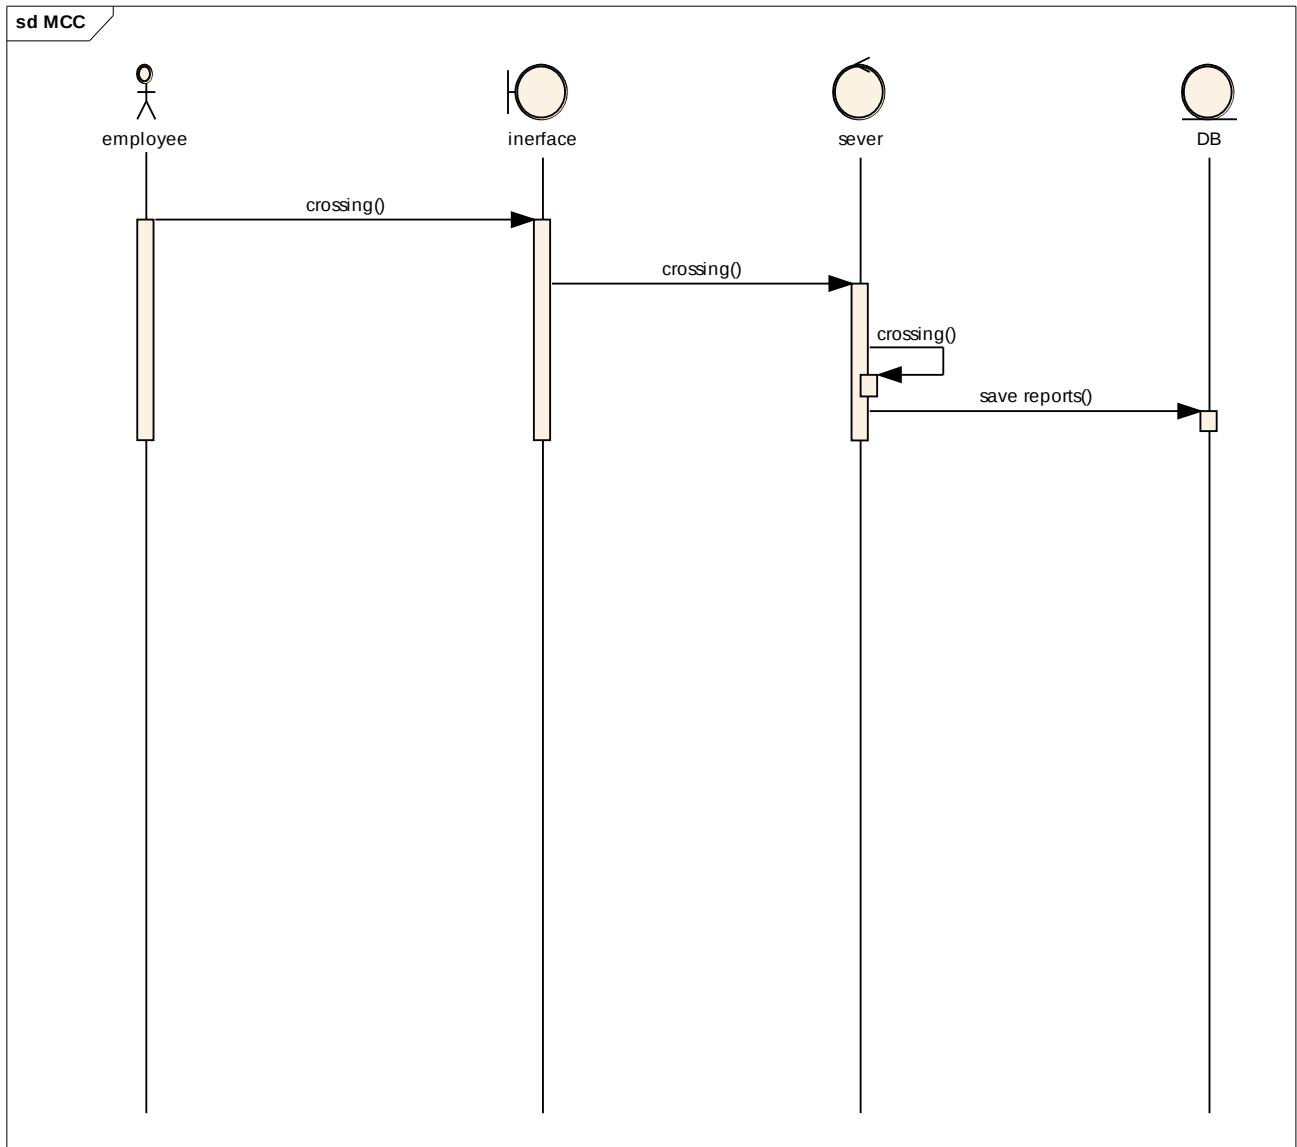 sd MCC
employee
inerface
sever
DB
crossing()
crossing()
crossing()
save reports()